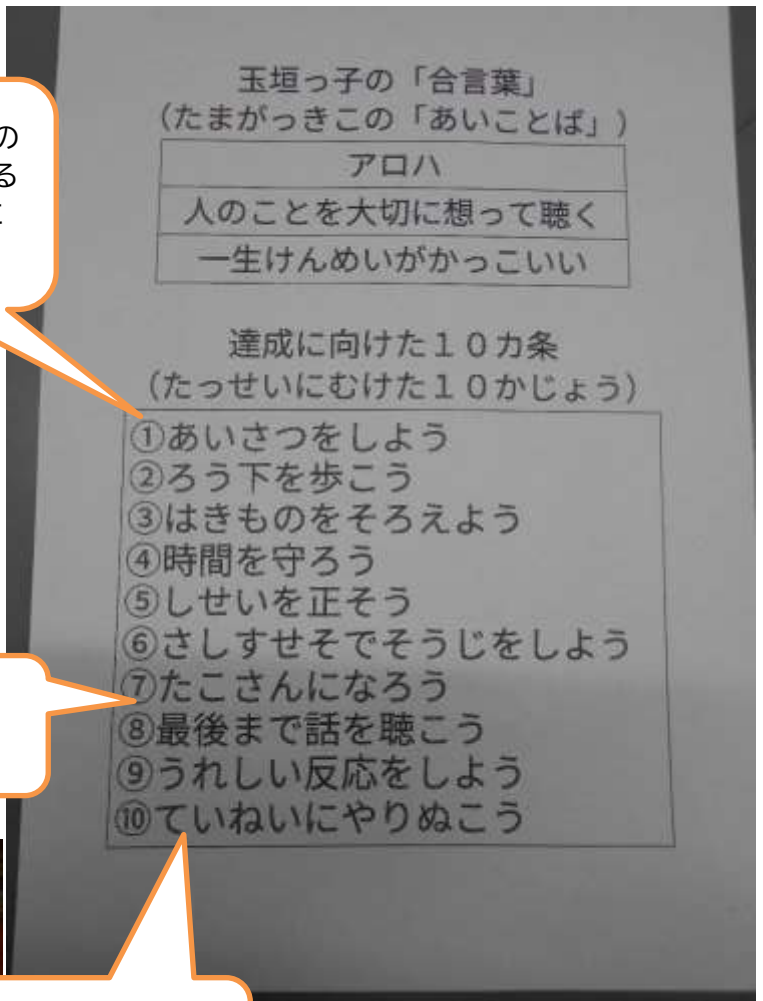 の
る
玉垣っ子の「合言葉」
(たまがっきこの「あいことば」)
アロハ
人のことを大切に想って聴く
一生けんめいがかっこいい
達成に向けた１０カ条
(たっせいにむけた１０かじょう)
①あいさつをしよう
②ろう下を歩こう
③はきものをそろえよう
④時間を守ろう
⑤しせいを正そう
⑥さしすせそでそうじをしよう
⑦たこさんになろう
⑧最後まで話を聴こう
⑨うれしい反応をしよう
⑩ていねいにやりぬこう